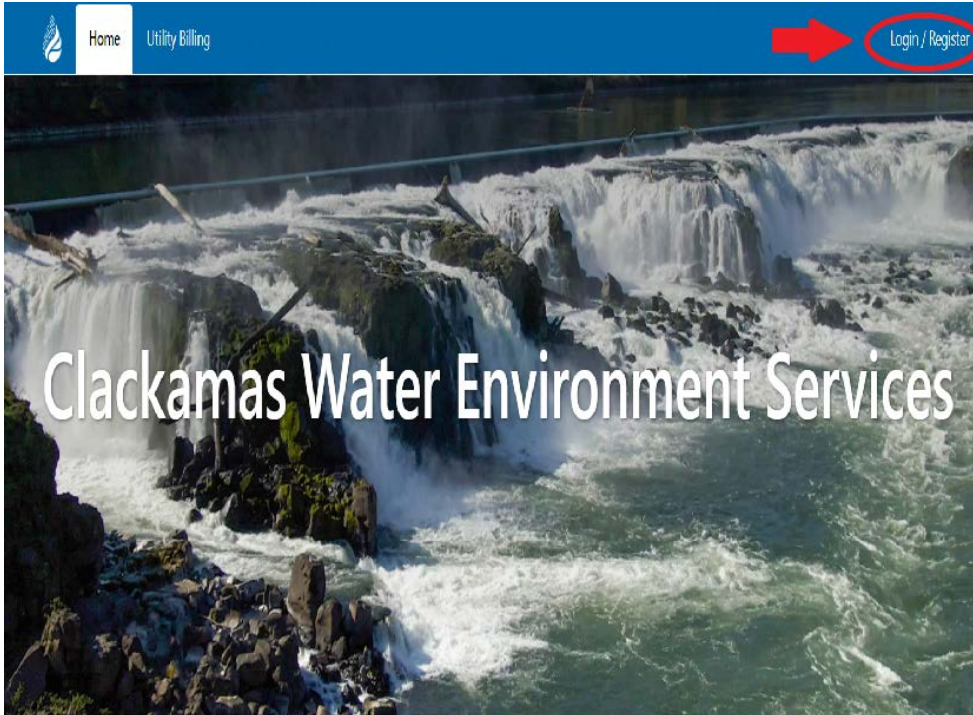 Home Utility Billing Login / Register
Clackamas Water Environment Services